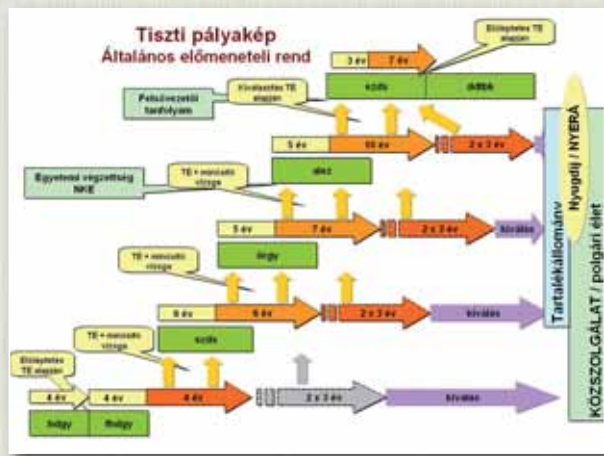 Tiszti pályakép
Általános előmeneteli rend
Előléptetés TE
alapján
3 év
7 év
Kiválasztás TE
alapján
ezds
ddtbk
Felsővezetői
tanfolyam
5 év
10 év
2 x 3 év
Egyetemi végzettség
NKE
TE + minősítő
vizsga
alez
5 év
7 év
2 x 3 év
kiválás
TE + minősítő
vizsga
őrgy
6 év
6 év
2 x 3 év
kiválás
TE + minősítő
vizsga
szds
Előléptetés
TE alapján
4 év
4 év
4 év
2 x 3 év
kiválás
hdgy
fhdgy
Tartalékállomány
Nyugdíj / NYERÁ
KÖZSZOLGÁLAT / polgári élet